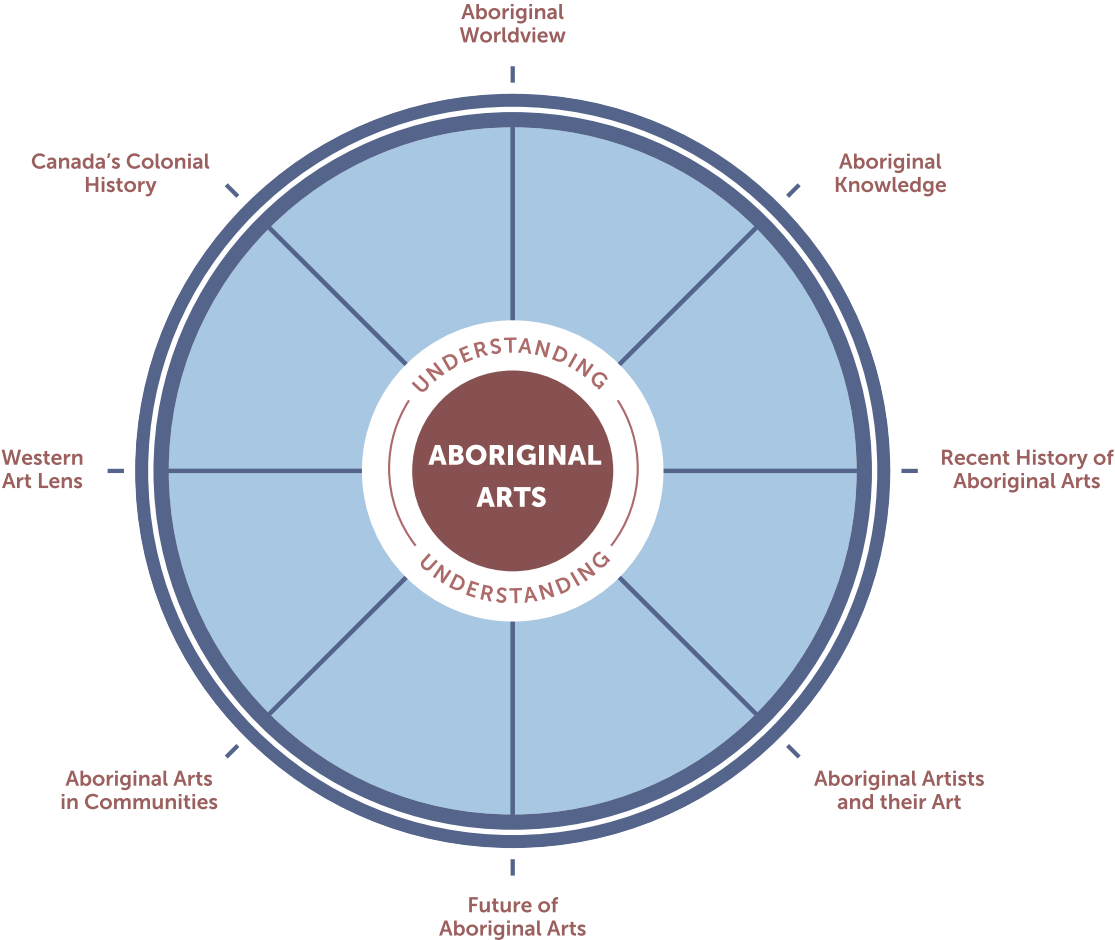 Aboriginal
Worldview
Canada’s Colonial
History
Aboriginal
Knowledge
UNDERSTANDING
ABORIGINAL
ARTS
UNDERSTANDING
Western
Art Lens
Recent History of
Aboriginal Arts
Aboriginal Arts
in Communities
Aboriginal Artists
and their Art
Future of
Aboriginal Arts